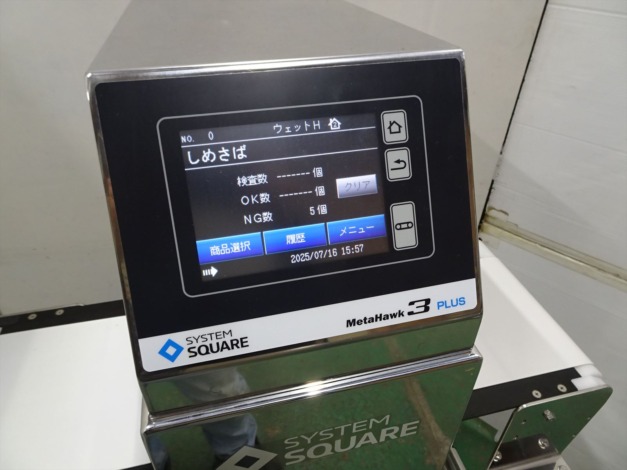 NO. 0 ウェットH
しめさば
検査数 ------- 個
OK数 ------- 個
クリア
NG数 5 個
商品選択 履歴 メニュー
2025/07/16 15:57
SYSTEM
SQUARE
MetaHawk 3 PLUS
SYSTEM
SQUARE